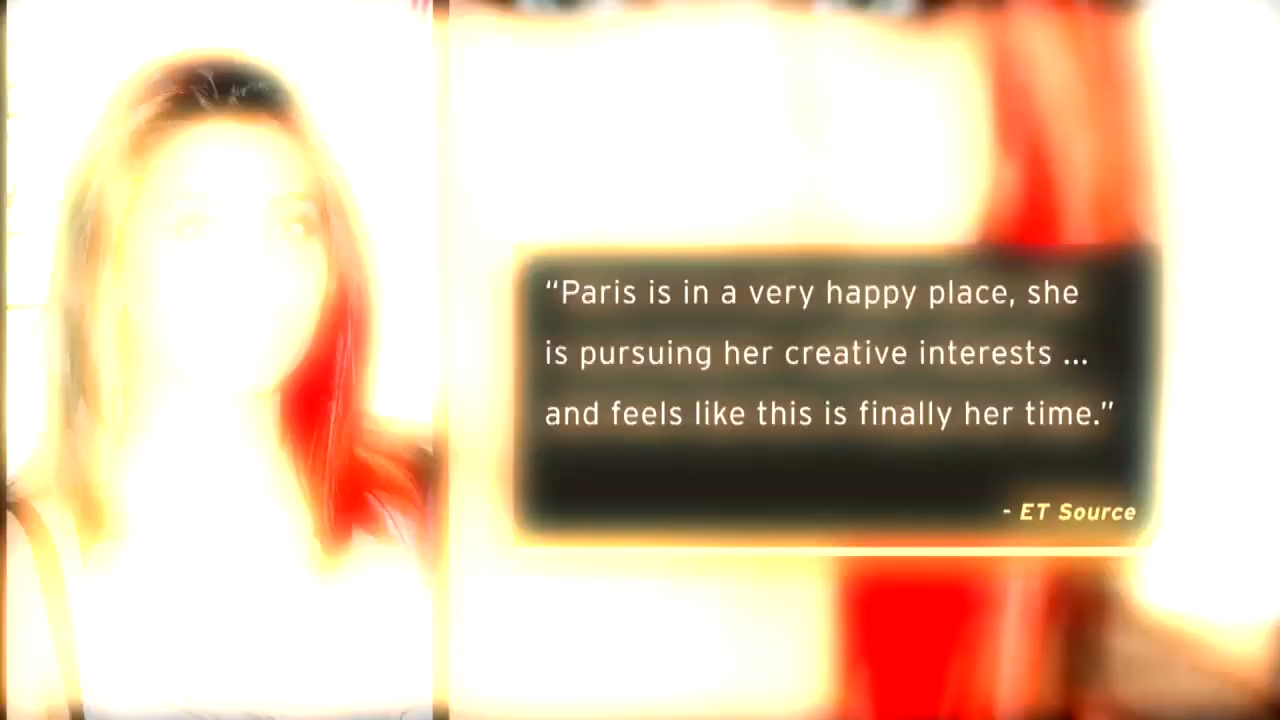 “Paris is in a very happy place, she
is pursuing her creative interests ...
and feels like this is finally her time.”
- ET Source